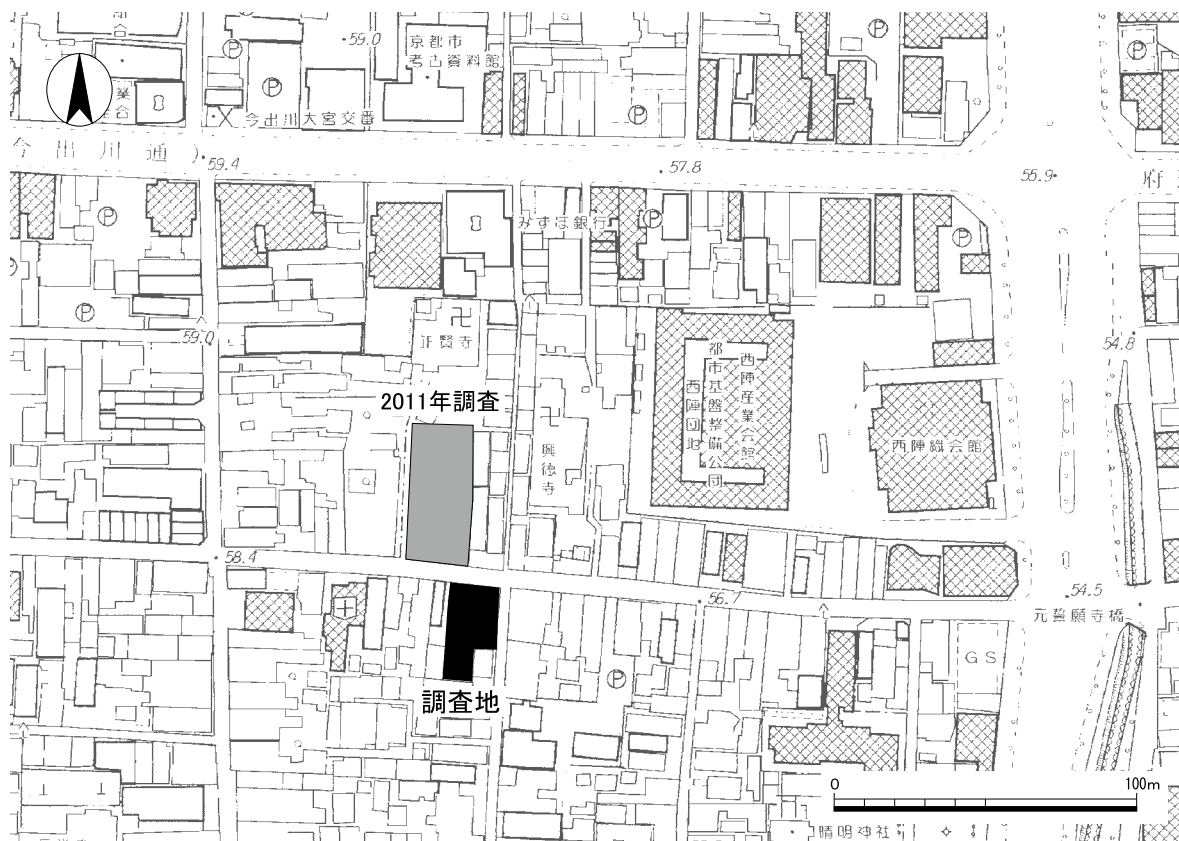 59.0
京都市
考古資料館
P
P
P
P
P
業
会
今出川大宮交番
今出川通
59.4
57.8
55.9
府
みずほ銀行
P
P
P
P
59.0
正賢寺
54.8
都市基盤整備公団
西陣団地
西陣産業会館
2011年調査
興徳寺
西陣織会館
58.4
56.7
54.5
元誓願寺橋
GS
P
調査地
0
100m
晴明神社